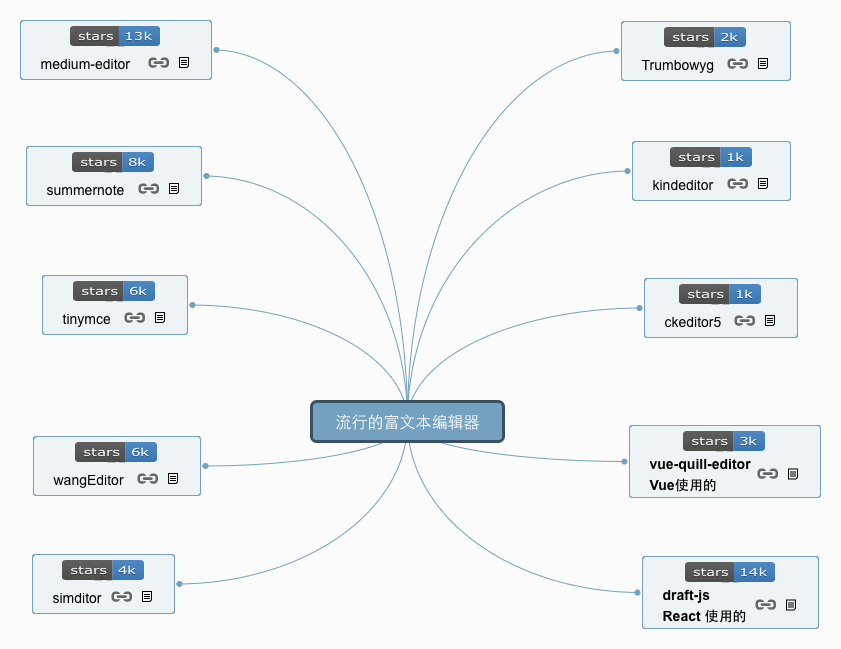 stars 13k
medium-editor
stars 8k
summernote
stars 6k
tinymce
stars 6k
wangEditor
stars 4k
simditor
流行的富文本编辑器
stars 2k
Trumbowyg
stars 1k
kindeditor
stars 1k
ckeditor5
stars 3k
vue-quill-editor
Vue使用的
stars 14k
draft-js
React 使用的